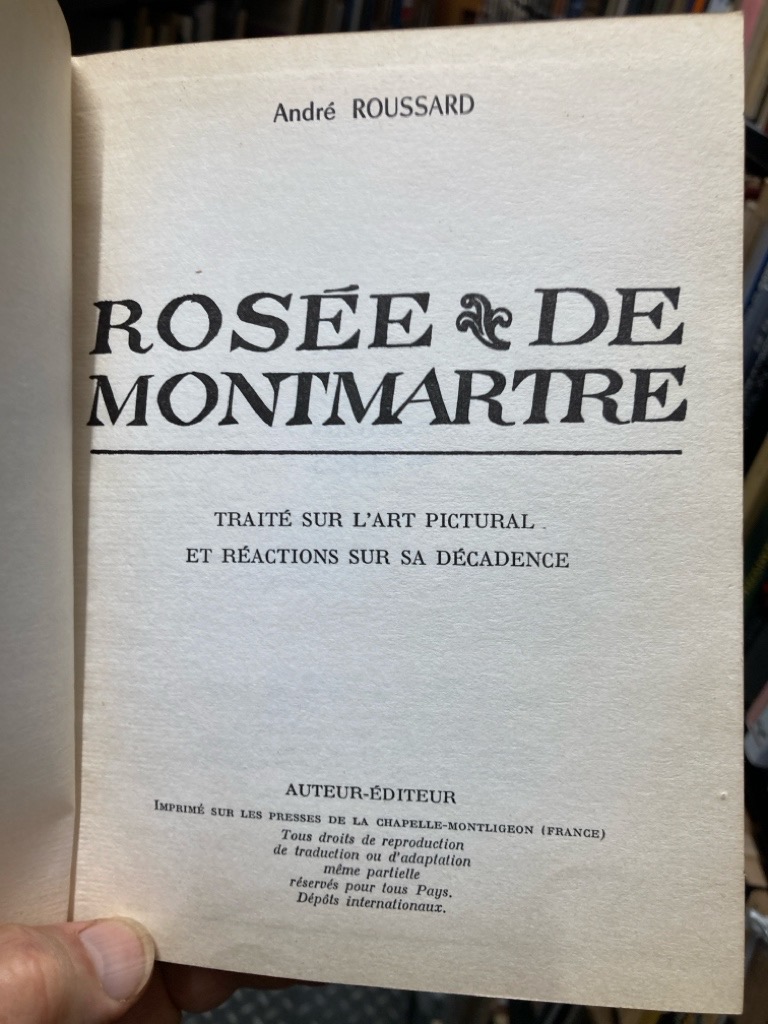 André ROUSSARD
ROSÉE DE
MONTMARTRE
TRAITÉ SUR L'ART PICTURAL
ET RÉACTIONS SUR SA DÉCADENCE
AUTEUR-ÉDITEUR
IMPRIMÉ SUR LES PRESSES DE LA CHAPELLE-MONTLIGEON (FRANCE)
Tous droits de reproduction
de traduction ou d'adaptation
même partielle
réservés pour tous Pays.
Dépôts internationaux.